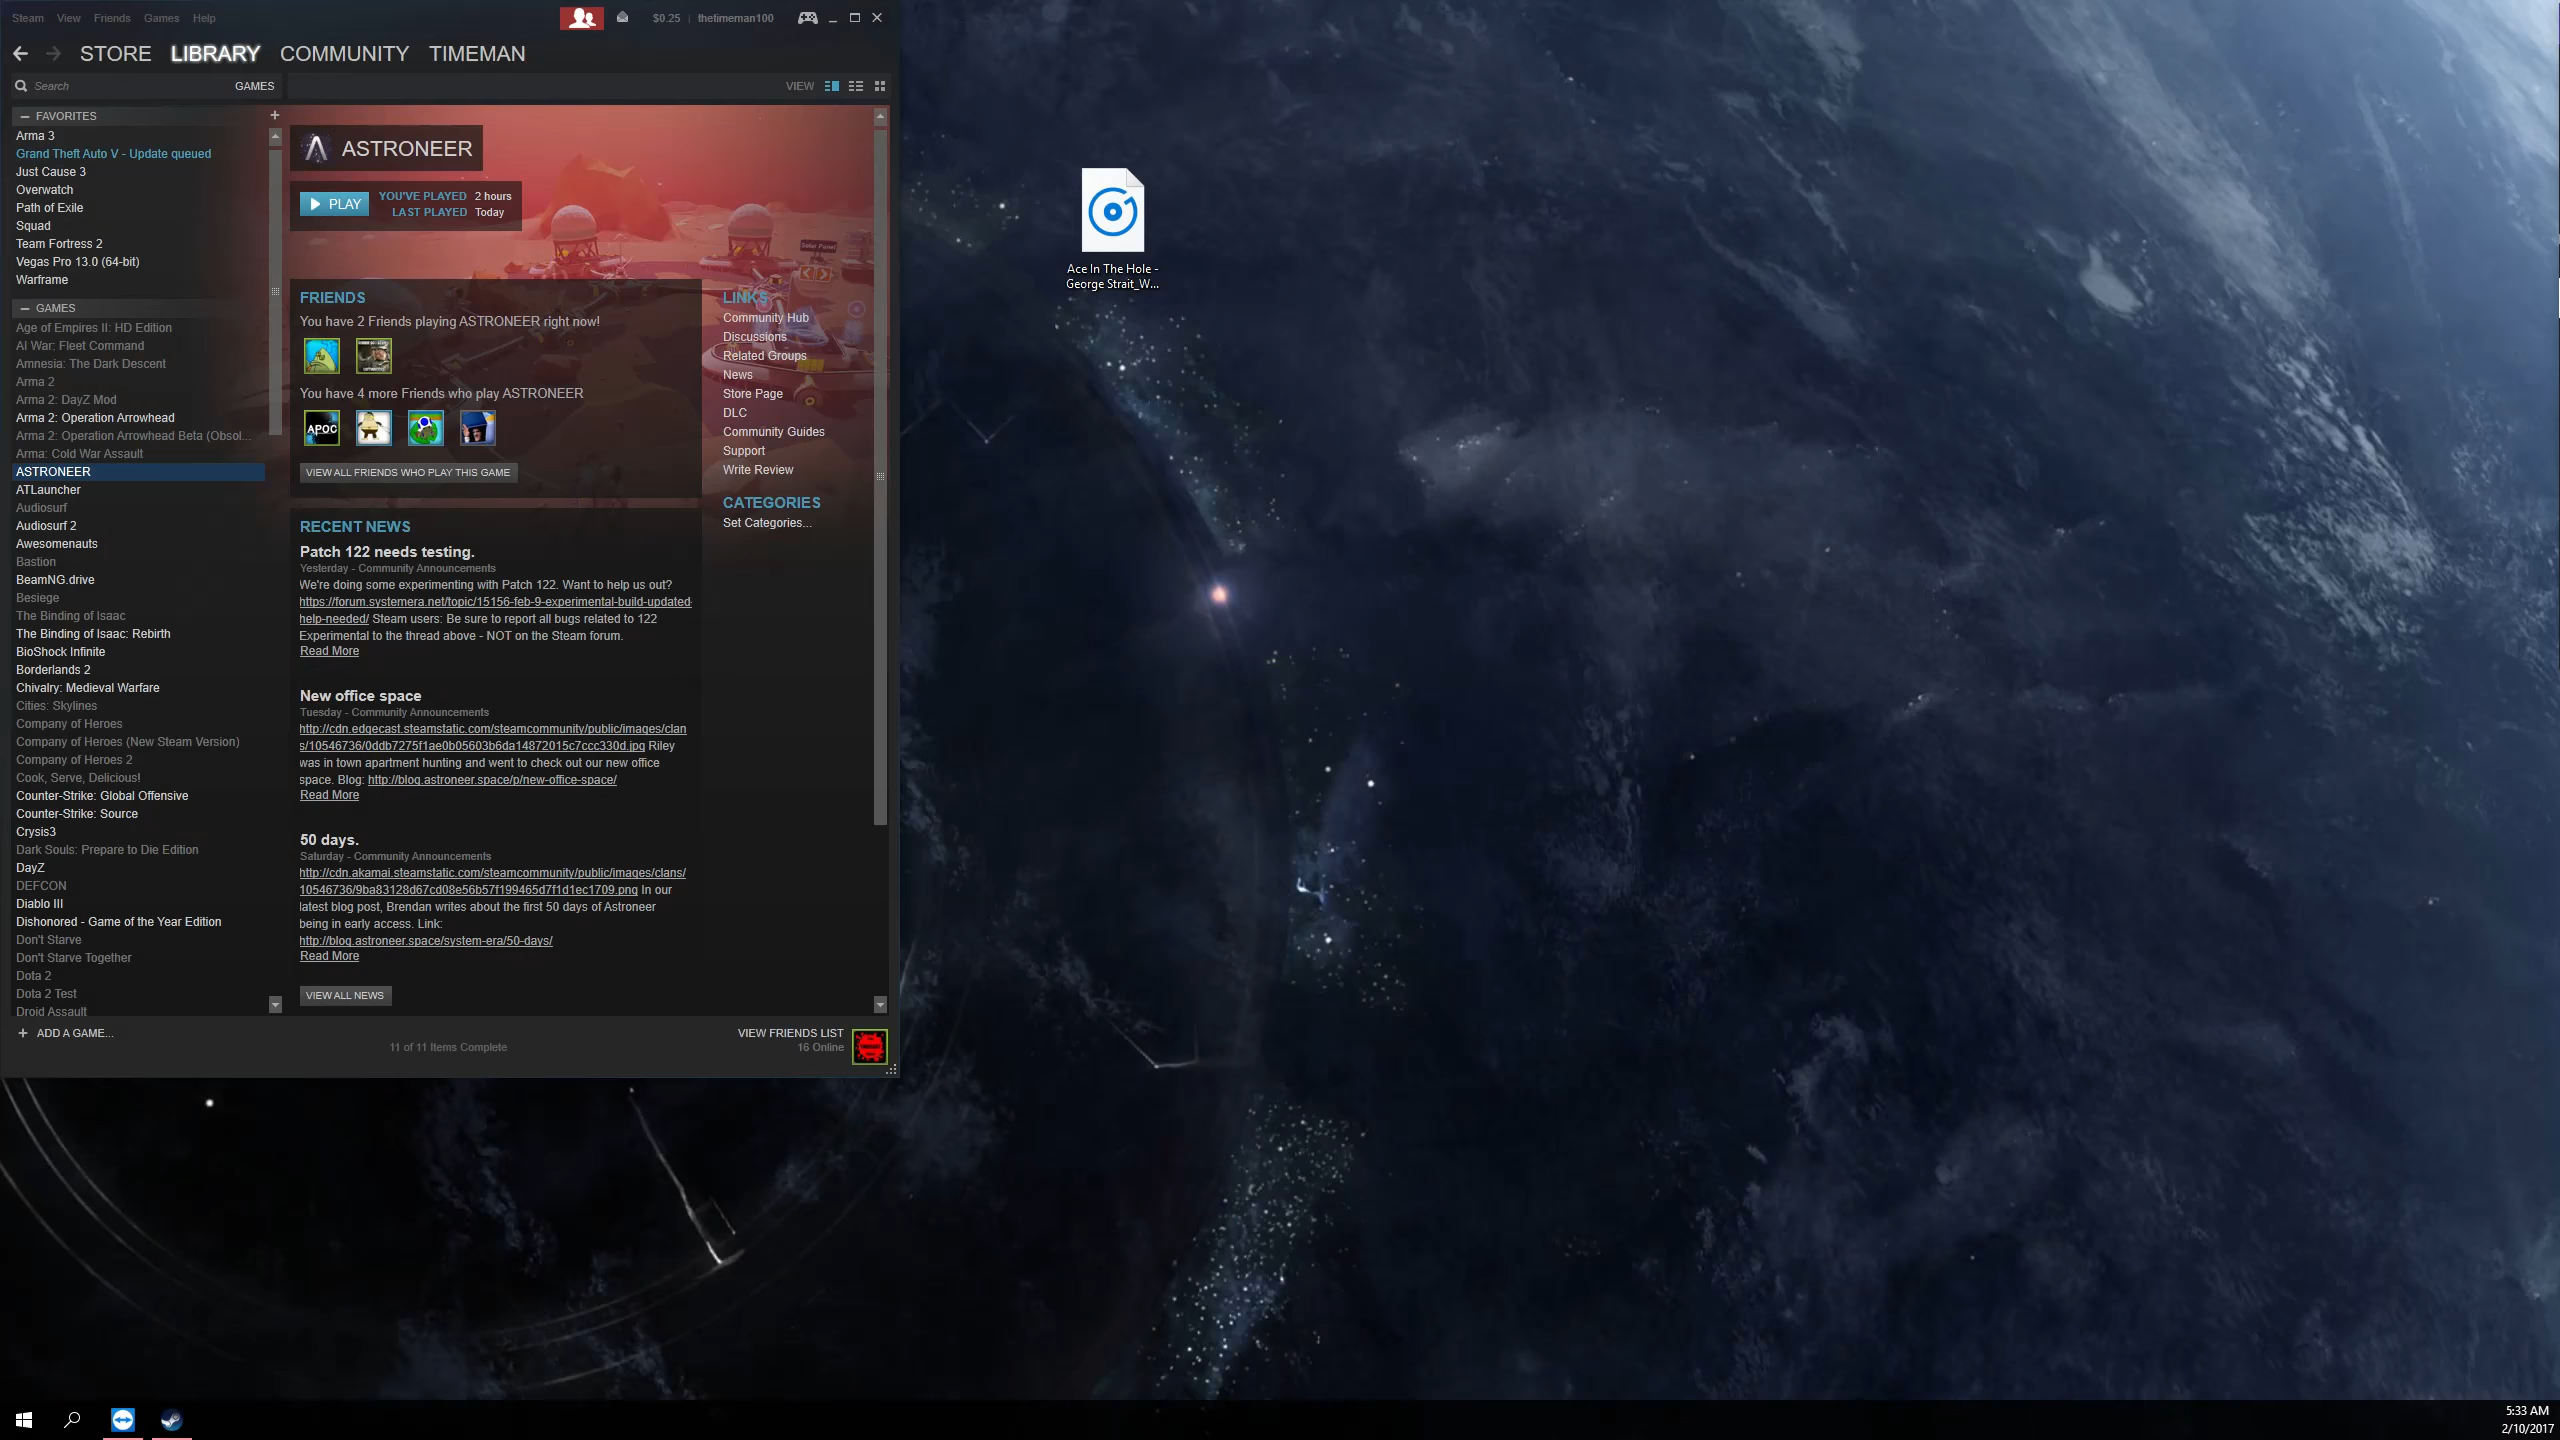 Steam View Friends Games Help
$0.25 | thetimeman100
STORE LIBRARY COMMUNITY TIMEMAN
Search GAMES
VIEW
FAVORITES
Arma 3
Grand Theft Auto V - Update queued
Just Cause 3
Overwatch
Path of Exile
Squad
Team Fortress 2
Vegas Pro 13.0 (64-bit)
Warframe
GAMES
Age of Empires II: HD Edition
AI War: Fleet Command
Amnesia: The Dark Descent
Arma 2
Arma 2: DayZ Mod
Arma 2: Operation Arrowhead
Arma 2: Operation Arrowhead Beta (Obsol...
Arma: Cold War Assault
ASTRONEER
ATLauncher
Audiosurf
Audiosurf 2
Awesomenauts
Bastion
BeamNG.drive
Besiege
The Binding of Isaac
The Binding of Isaac: Rebirth
BioShock Infinite
Borderlands 2
Chivalry: Medieval Warfare
Cities: Skylines
Company of Heroes
Company of Heroes (New Steam Version)
Company of Heroes 2
Cook, Serve, Delicious!
Counter-Strike: Global Offensive
Counter-Strike: Source
Crysis3
Dark Souls: Prepare to Die Edition
DayZ
DEFCON
Diablo III
Dishonored - Game of the Year Edition
Don't Starve
Don't Starve Together
Dota 2
Dota 2 Test
Droid Assault
ASTRONEER
PLAY
YOU'VE PLAYED 2 hours
LAST PLAYED Today
Solar Panel
FRIENDS
You have 2 Friends playing ASTRONEER right now!
You have 4 more Friends who play ASTRONEER
APOC
VIEW ALL FRIENDS WHO PLAY THIS GAME
LINKS
Community Hub
Discussions
Related Groups
News
Store Page
DLC
Community Guides
Support
Write Review
CATEGORIES
Set Categories...
RECENT NEWS
Patch 122 needs testing.
Yesterday - Community Announcements
We're doing some experimenting with Patch 122. Want to help us out?
https://forum.systemera.net/topic/15156-feb-9-experimental-build-updated-
help-needed/ Steam users: Be sure to report all bugs related to 122
Experimental to the thread above - NOT on the Steam forum.
Read More
New office space
Tuesday - Community Announcements
http://cdn.edgecast.steamstatic.com/steamcommunity/public/images/clan
s/10546736/0ddb7275f1ae0b05603b6da14872015c7ccc330d.jpg Riley
was in town apartment hunting and went to check out our new office
space. Blog: http://blog.astroneer.space/p/new-office-space/
Read More
50 days.
Saturday - Community Announcements
http://cdn.akamai.steamstatic.com/steamcommunity/public/images/clans/
10546736/9ba83128d67cd08e56b57f199465d7f1d1ec1709.png In our
latest blog post, Brendan writes about the first 50 days of Astroneer
being in early access. Link:
http://blog.astroneer.space/system-era/50-days/
Read More
VIEW ALL NEWS
+ ADD A GAME...
11 of 11 Items Complete
VIEW FRIENDS LIST
16 Online
Ace In The Hole -
George Strait_W...
5:33 AM
2/10/2017